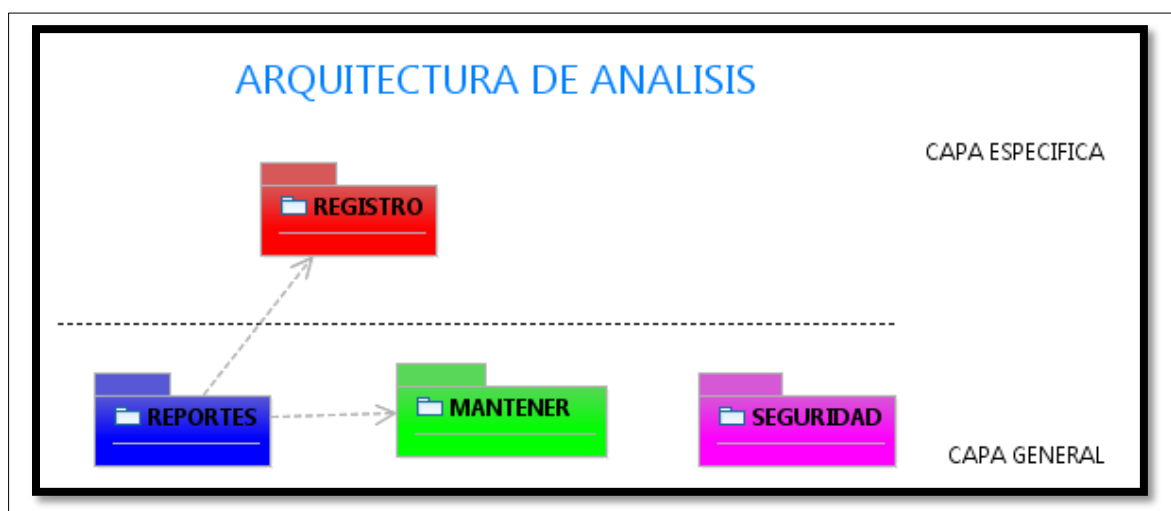 ARQUITECTURA DE ANALISIS
CAPA ESPECIFICA
REGISTRO
REPORTES
MANTENER
SEGURIDAD
CAPA GENERAL